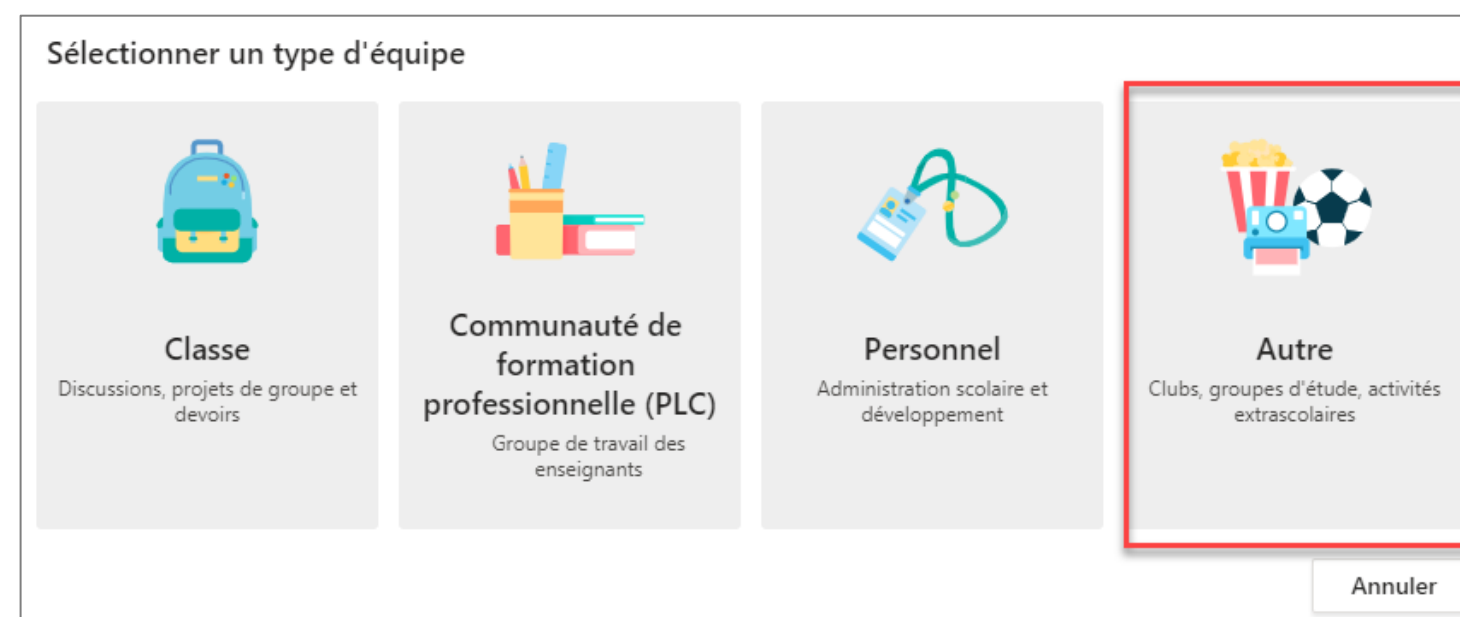 Sélectionner un type d'équipe
Classe
Discussions, projets de groupe et
devoirs
Communauté de
formation
professionnelle (PLC)
Groupe de travail des
enseignants
Personnel
Administration scolaire et
développement
Autre
Clubs, groupes d'étude, activités
extrascolaires
Annuler